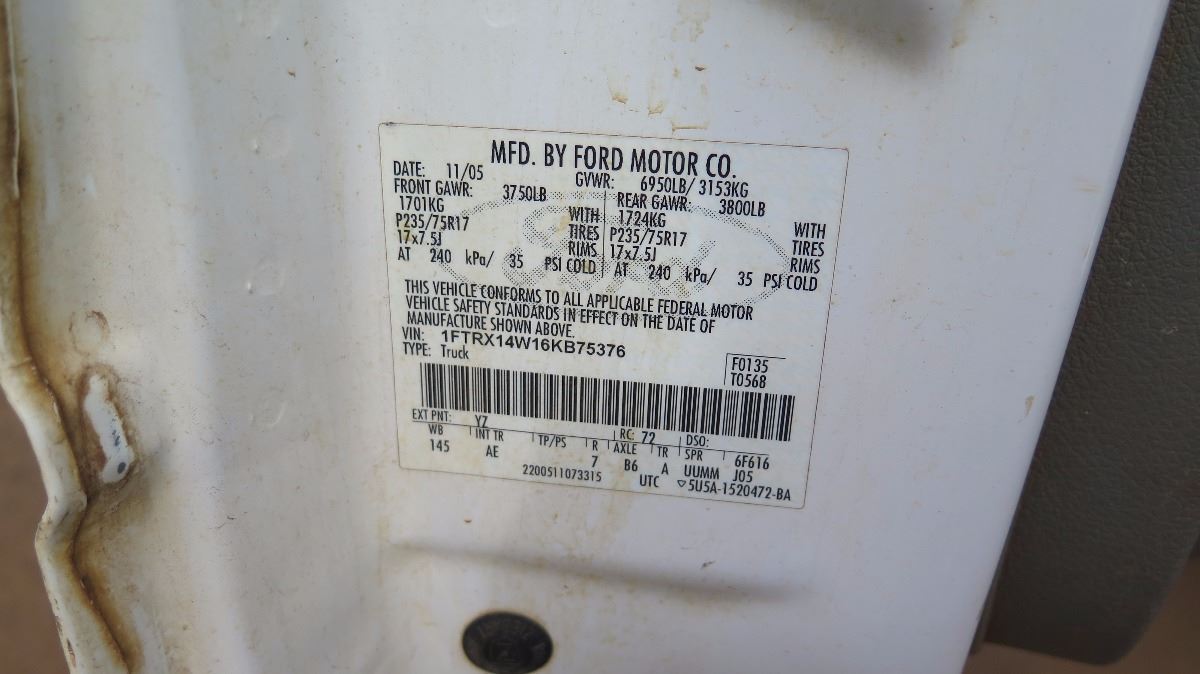 MFD. BY FORD MOTOR CO.
DATE: 11/05 GVWR: 6950LB/ 3153KG
FRONT GAWR: 3750LB REAR GAWR: 3800LB
1701KG WITH 1724KG WITH
P235/75R17 TIRES P235/75R17 TIRES
17x7.5J RIMS 17x7.5J RIMS
AT 240 kPa/ 35 PSI COLD AT 240 kPa/ 35 PSI COLD
THIS VEHICLE CONFORMS TO ALL APPLICABLE FEDERAL MOTOR
VEHICLE SAFETY STANDARDS IN EFFECT ON THE DATE OF
MANUFACTURE SHOWN ABOVE.
VIN: 1FTRX14W16KB75376
TYPE: Truck
F0135
T0568
EXT PNT: YZ RC: 72 DSO:
WB INT TR TP/PS R AXLE TR SPR 6F616
145 AE 7 B6 A UUMM J05
2200511073315 UTC ▽5U5A-1520472-BA